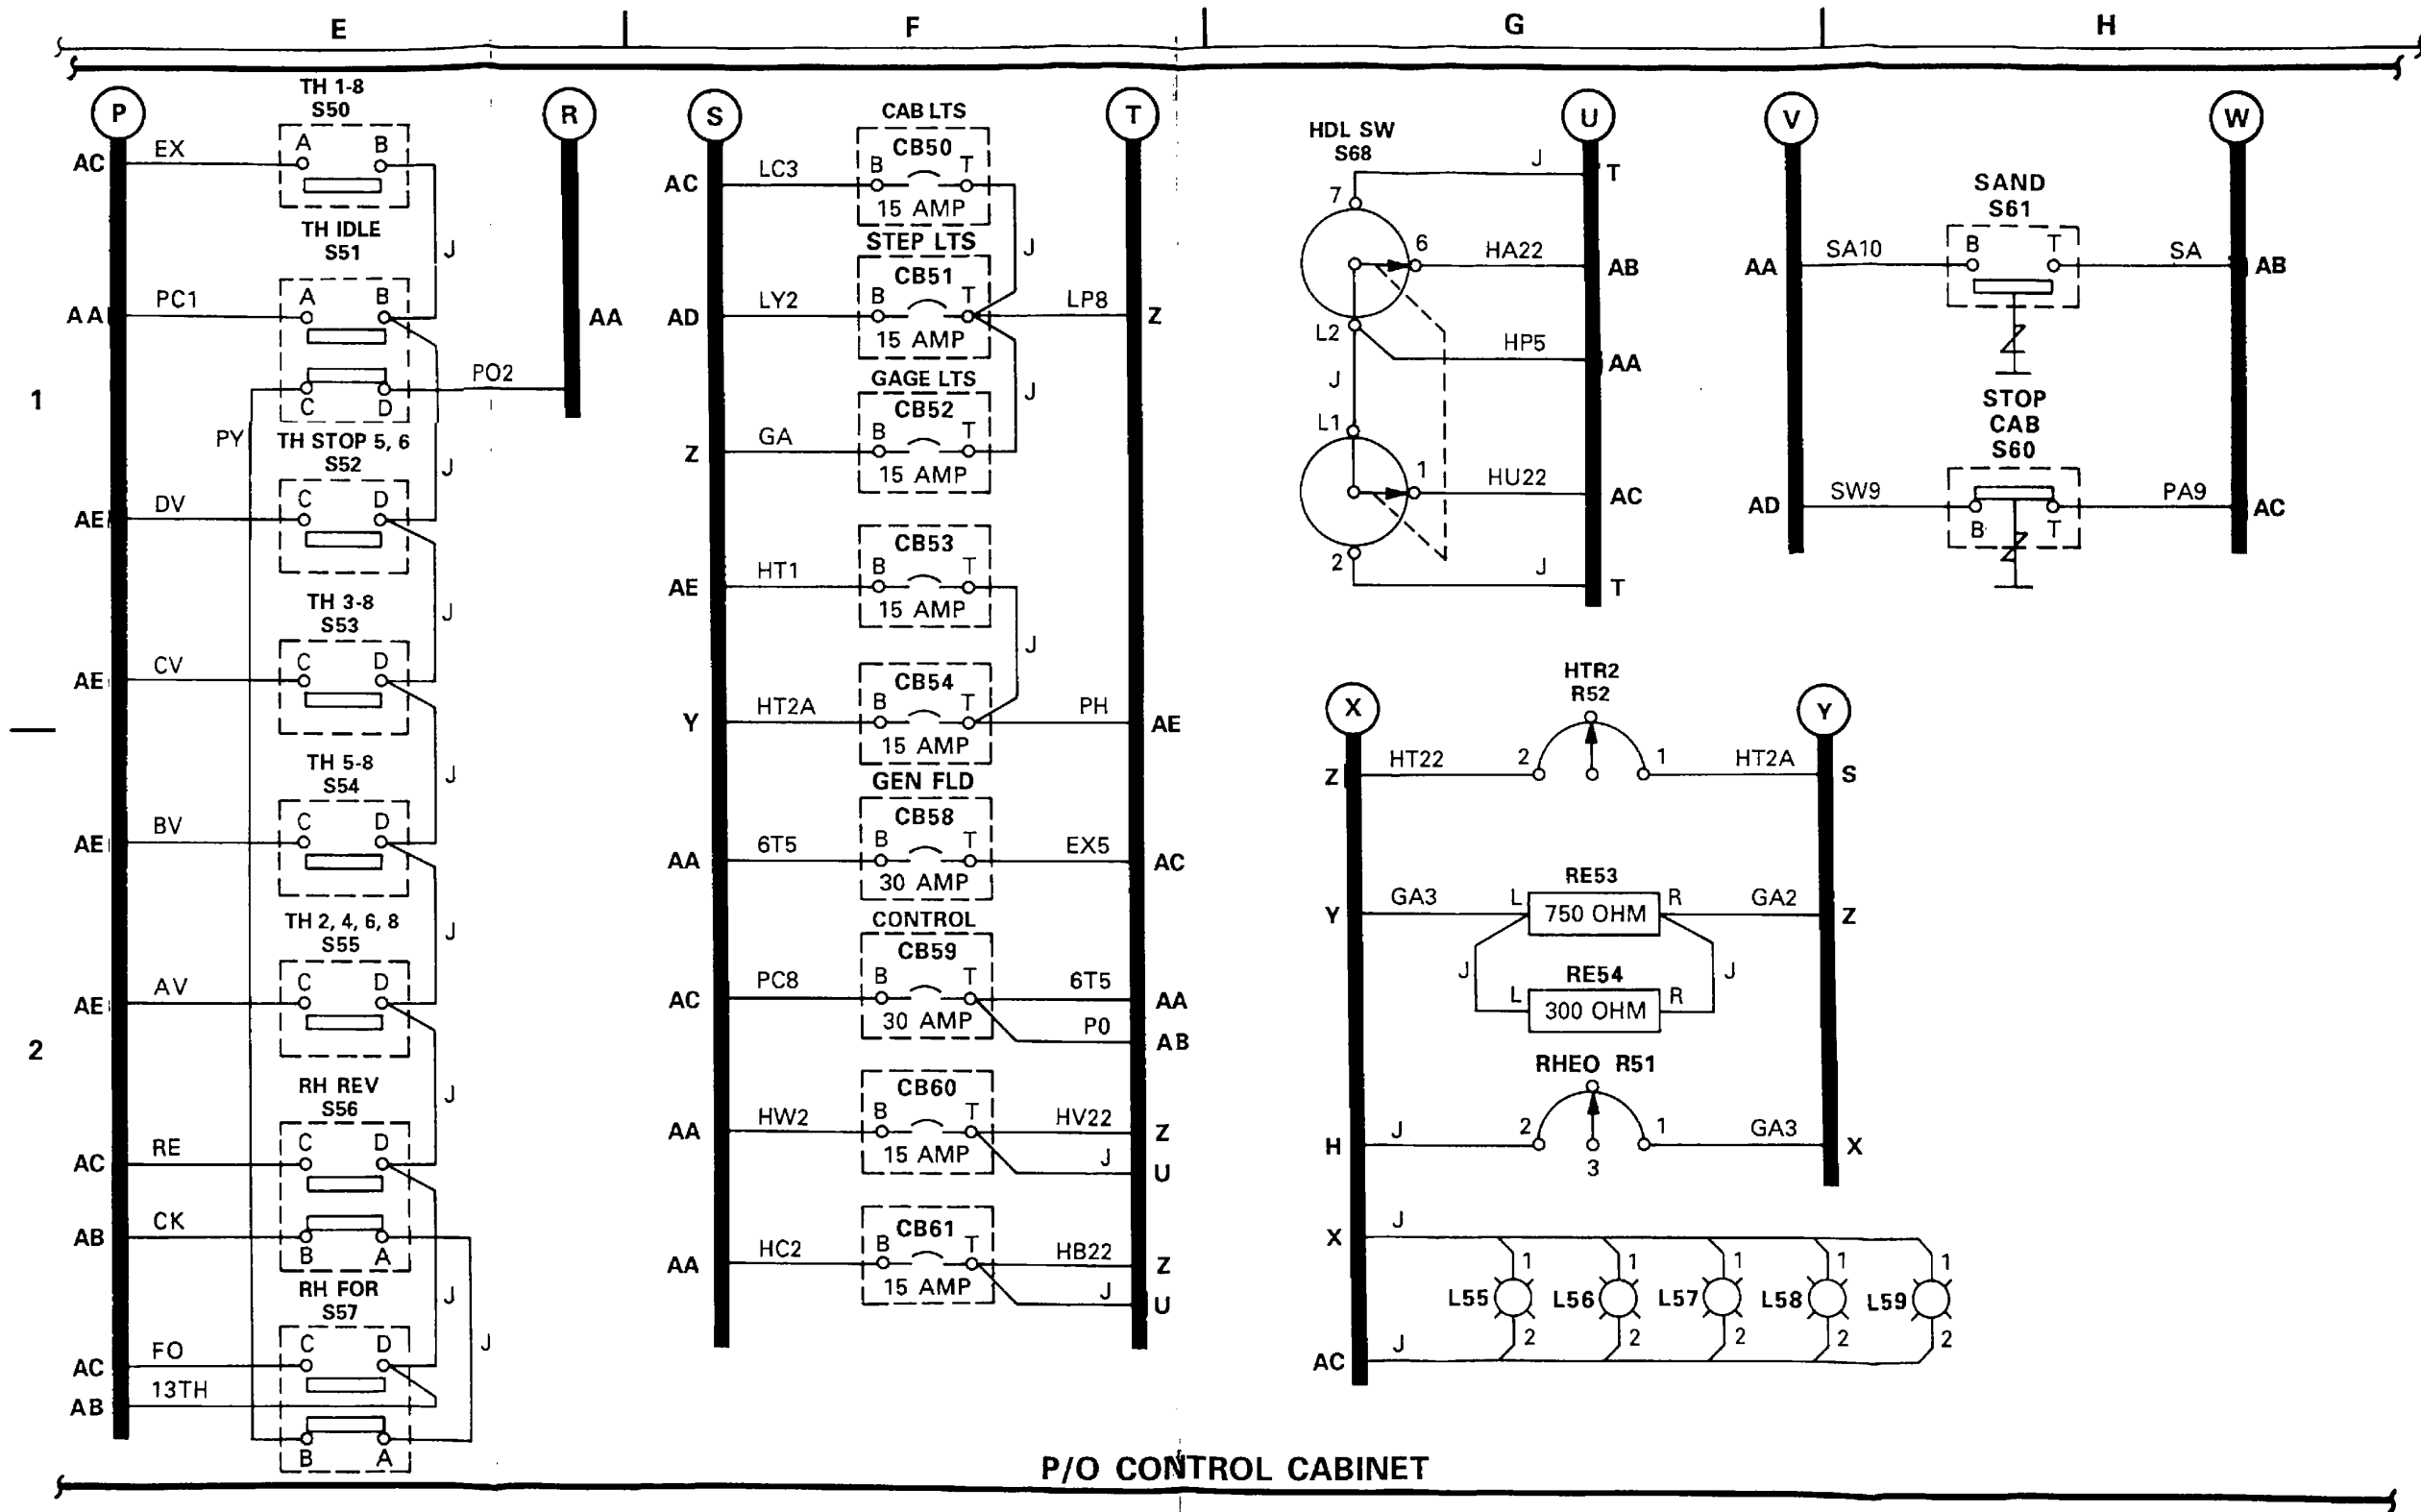 E F G H
P
TH 1-8
S50
A B
AC EX
J
TH IDLE
S51
A B
AA PC1
R
AA
PO2
C D
1
PY
TH STOP 5, 6
S52
J
C D
AE DV
J
TH 3-8
S53
C D
AE CV
J
TH 5-8
S54
C D
AE BV
J
TH 2, 4, 6, 8
S55
C D
AE AV
2
J
RH REV
S56
C D
AC RE
AB CK
B A
J
RH FOR
S57
J
C D
AC FO
AB 13TH
B A
S
T
CAB LTS
CB50
AC LC3 B T
15 AMP
J
STEP LTS
CB51
AD LY2 B T LP8 Z
15 AMP
J
GAGE LTS
CB52
Z GA B T
15 AMP
CB53
AE HT1 B T
15 AMP
J
CB54
Y HT2A B T PH AE
15 AMP
GEN FLD
CB58
AA 6T5 B T EX5 AC
30 AMP
CONTROL
CB59
AC PC8 B T 6T5 AA
30 AMP P0 AB
CB60
AA HW2 B T HV22 Z
15 AMP J U
CB61
AA HC2 B T HB22 Z
15 AMP J U
HDL SW
S68
U
J T
7
6 HA22 AB
L2 HP5 AA
J
L1
1 HU22 AC
2 J T
V
W
SAND
S61
B T
AA SA10 SA AB
STOP
CAB
S60
AD SW9 PA9 AC
B T
X
Y
HTR2
R52
Z HT22 2 1 HT2A S
RE53
Y GA3 L 750 OHM R GA2 Z
J J
RE54
L 300 OHM R
RHEO R51
H J 2 1 GA3 X
3
X J
1 1 1 1 1
L55 L56 L57 L58 L59
2 2 2 2 2
AC J
P/O CONTROL CABINET